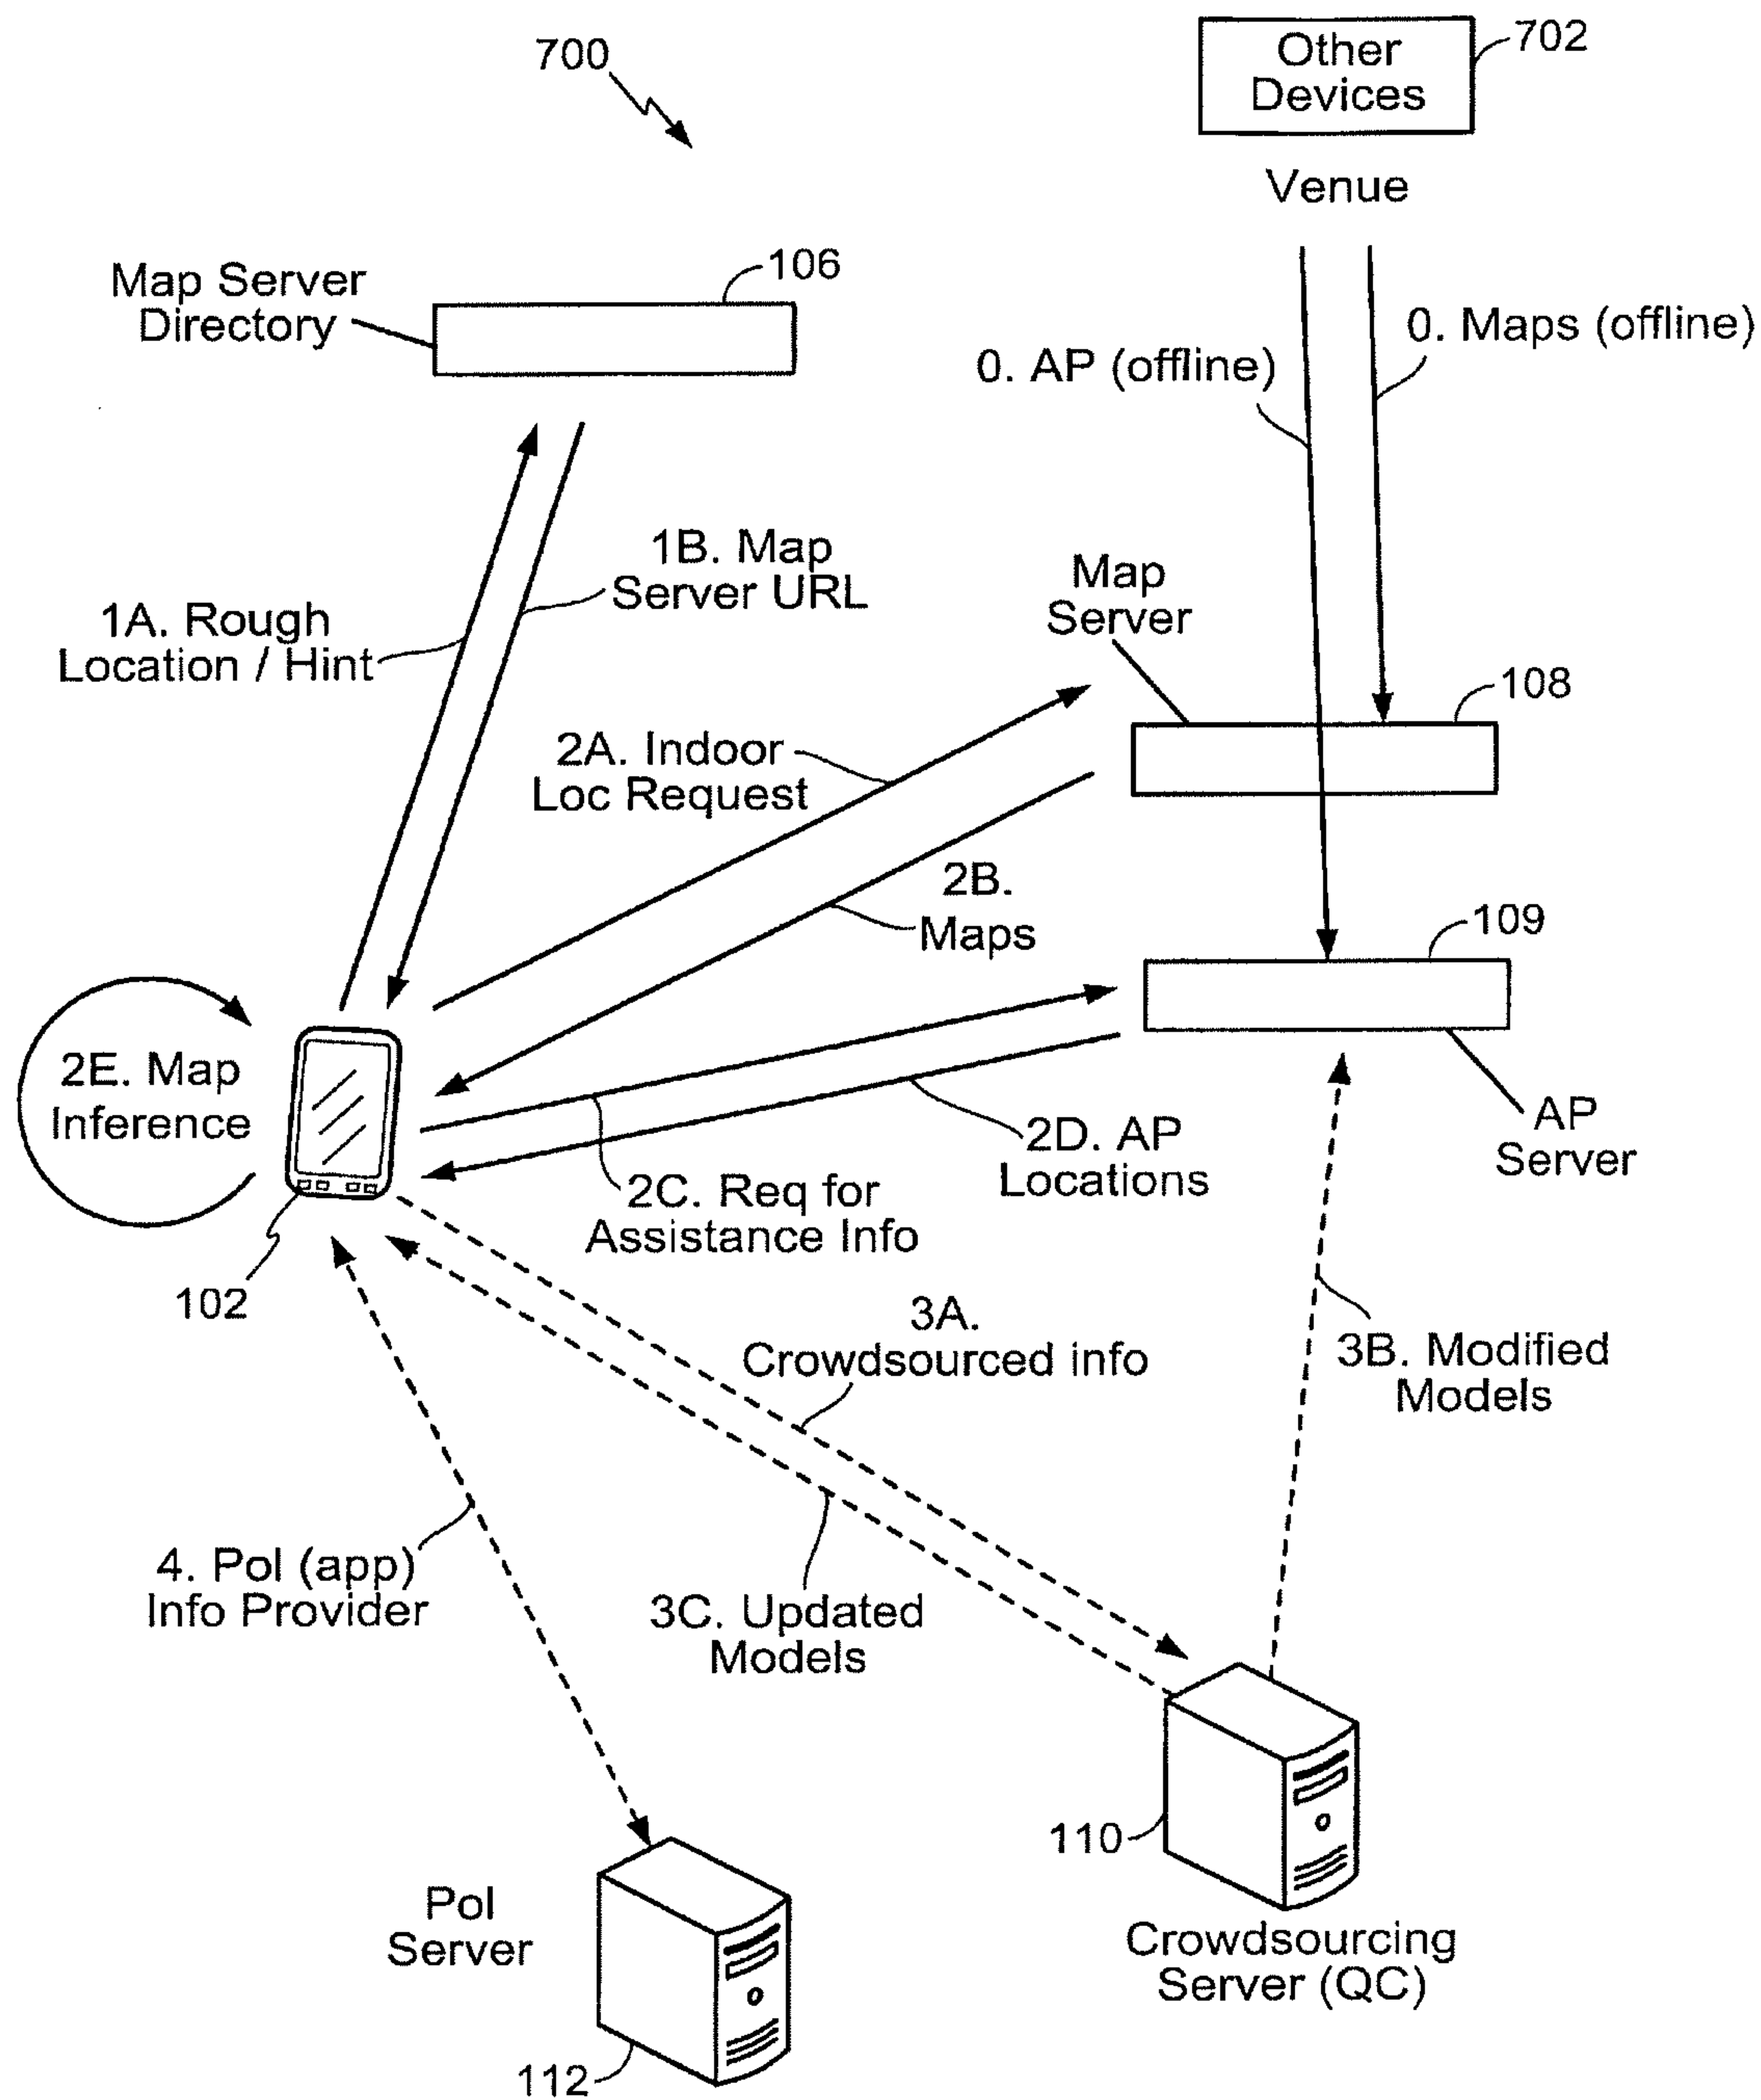 700
Other
Devices
702
Venue
Map Server
Directory
106
0. AP (offline)
0. Maps (offline)
1A. Rough
Location / Hint
1B. Map
Server URL
Map
Server
108
2A. Indoor
Loc Request
2B.
Maps
109
AP
Server
2E. Map
Inference
102
2C. Req for
Assistance Info
2D. AP
Locations
3A.
Crowdsourced info
3B. Modified
Models
3C. Updated
Models
4. PoI (app)
Info Provider
PoI
Server
112
110
Crowdsourcing
Server (QC)